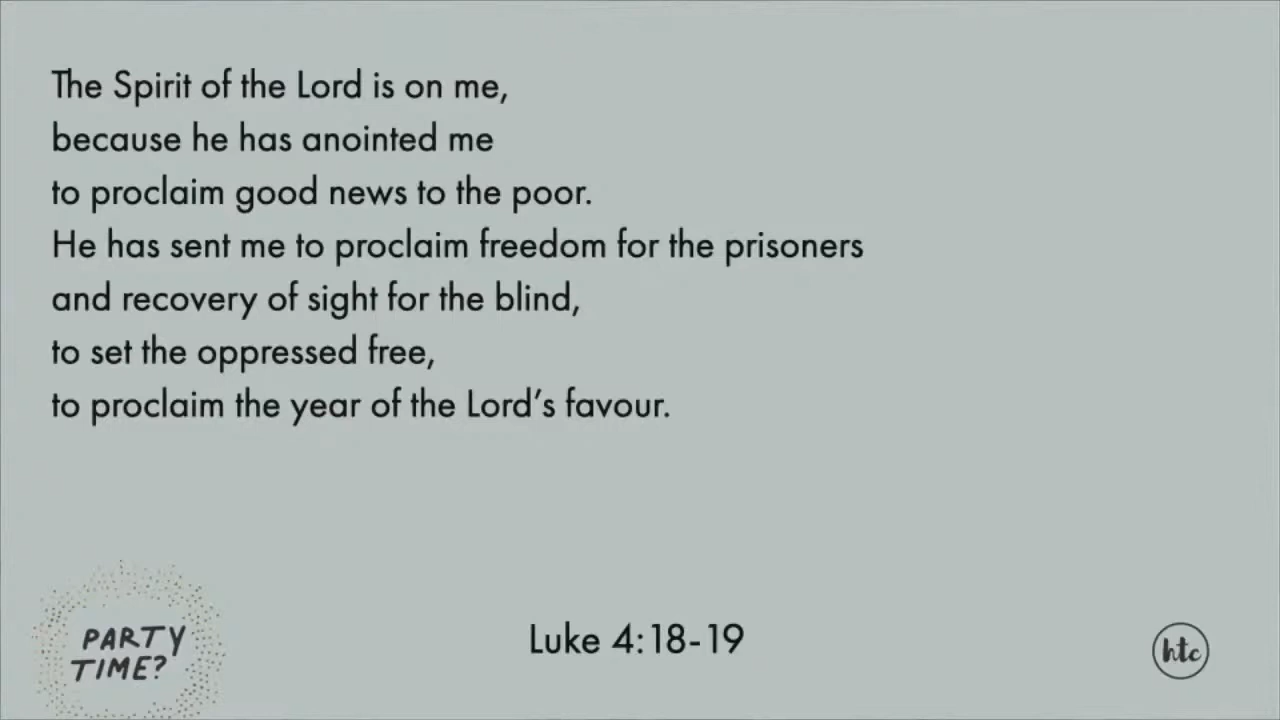 The Spirit of the Lord is on me,
because he has anointed me
to proclaim good news to the poor.
He has sent me to proclaim freedom for the prisoners
and recovery of sight for the blind,
to set the oppressed free,
to proclaim the year of the Lord’s favour.
PARTY
TIME?
Luke 4:18-19
htc